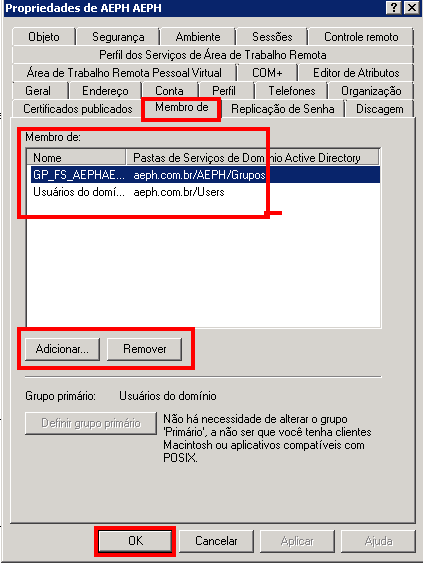 Propriedades de AEPH AEPH
Objeto Segurança Ambiente Sessões Controle remoto
Perfil dos Serviços de Área de Trabalho Remota
Área de Trabalho Remota Pessoal Virtual COM+ Editor de Atributos
Geral Endereço Conta Perfil Telefones Organização
Certificados publicados Membro de Replicação de Senha Discagem
Membro de:
Nome Pastas de Serviços de Domínio Active Directory
GP_FS_AEPHAE... aeph.com.br/AEPH/Grupos
Usuários do domí... aeph.com.br/Users
Adicionar... Remover
Grupo primário: Usuários do domínio
Definir grupo primário
Não há necessidade de alterar o grupo
'Primário', a não ser que você tenha clientes
Macintosh ou aplicativos compatíveis com
POSIX.
OK Cancelar Aplicar Ajuda